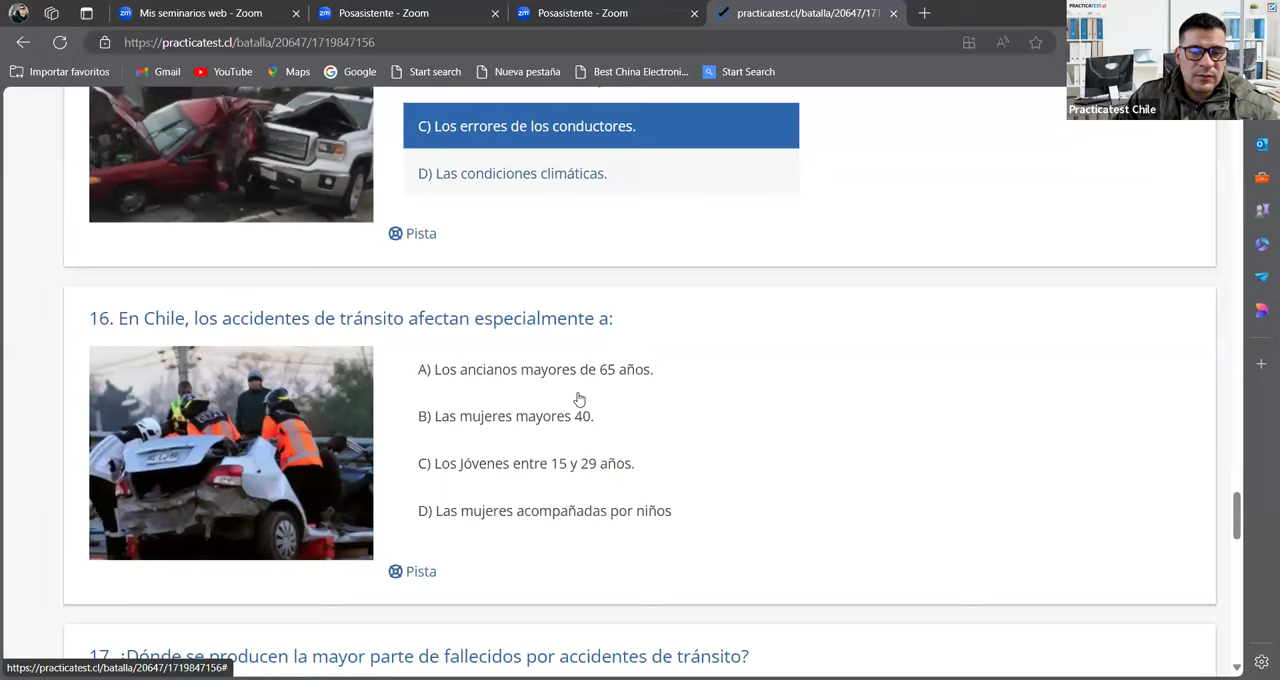 Mis seminarios web - Zoom
Posasistente - Zoom
Posasistente - Zoom
practicatest.cl/batalla/20647/171
https://practicatest.cl/batalla/20647/1719847156
Importar favoritos
Gmail
YouTube
Maps
Google
Start search
Nueva pestaña
Best China Electroni...
Start Search
PRACTICATEST.cl
Practicatest Chile
C) Los errores de los conductores.
D) Las condiciones climáticas.
Pista
16. En Chile, los accidentes de tránsito afectan especialmente a:
A) Los ancianos mayores de 65 años.
B) Las mujeres mayores 40.
C) Los Jóvenes entre 15 y 29 años.
D) Las mujeres acompañadas por niños
Pista
17. ¿Dónde se producen la mayor parte de fallecidos por accidentes de tránsito?
https://practicatest.cl/batalla/20647/1719847156#